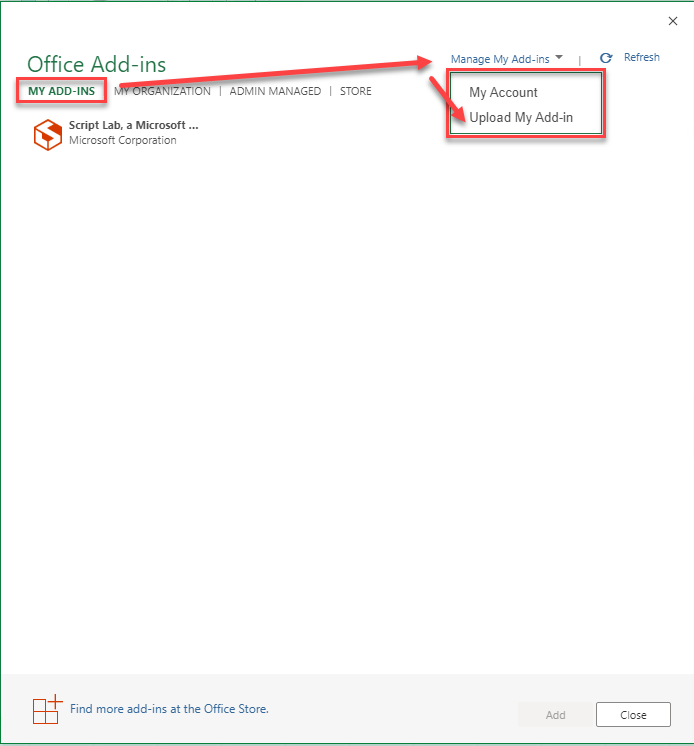 Office Add-ins
Manage My Add-ins | Refresh
MY ADD-INS MY ORGANIZATION | ADMIN MANAGED | STORE
My Account
Upload My Add-in
Script Lab, a Microsoft ...
Microsoft Corporation
Find more add-ins at the Office Store.
Add Close